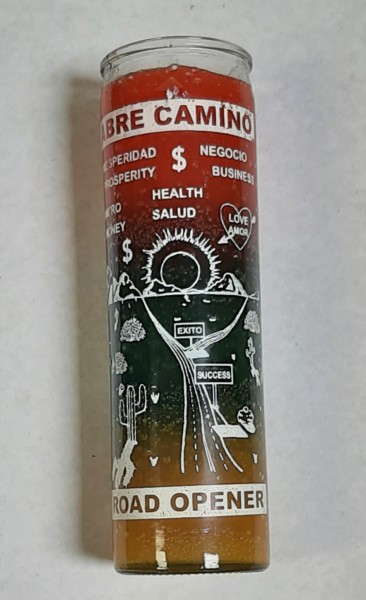 ABRE CAMINO
$
NEGOCIO
PROSPERITY
BUSINESS
HEALTH
SALUD
LOVE
AMOR
$
EXITO
SUCCESS
ROAD OPENER